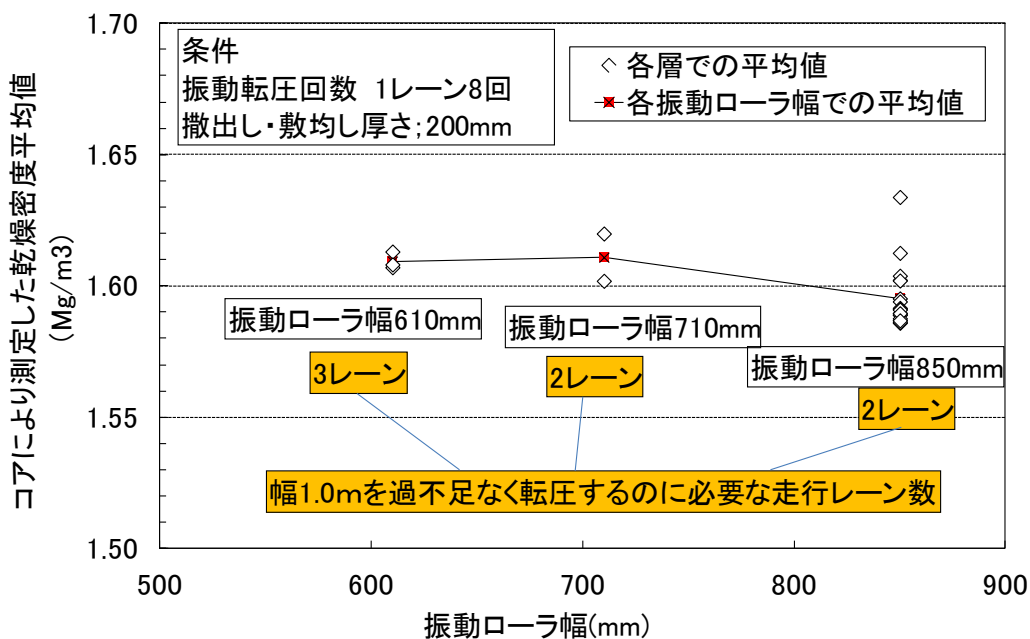 コアにより測定した乾燥密度平均値
(Mg/m3)
1.70
1.65
1.60
1.55
1.50
条件
振動転圧回数 1レーン8回
撒出し・敷均し厚さ;200mm
各層での平均値
各振動ローラ幅での平均値
振動ローラ幅610mm
振動ローラ幅710mm
振動ローラ幅850mm
3レーン
2レーン
2レーン
幅1.0mを過不足なく転圧するのに必要な走行レーン数
500
600
700
800
900
振動ローラ幅(mm)